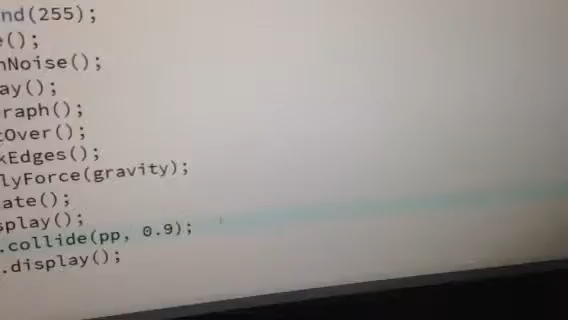 nd(255);
e();
nNoise();
ay();
raph();
tOver();
kEdges();
lyForce(gravity);
ate();
splay();
.collide(pp, 0.9);
.display();